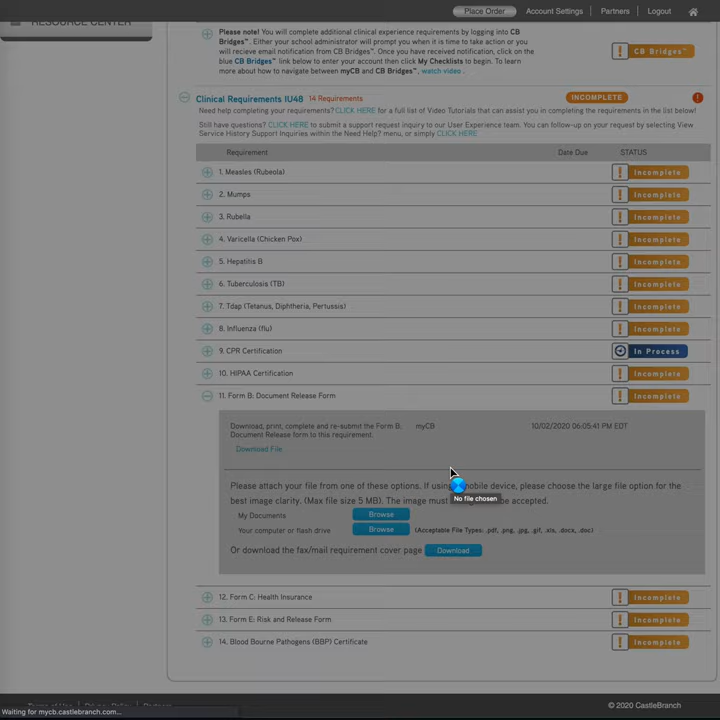 RESOURCE CENTER
Place Order
Account Settings
Partners
Logout
Please note! You will complete additional clinical experience requirements by logging into CB
Bridges™. Either your school administrator will prompt you when it is time to take action or you
will recieve email notification from CB Bridges™. Once you have received notification, click on the
blue CB Bridges™ link below to enter your account then click My Checklists to begin. To learn
more about how to navigate between myCB and CB Bridges™, watch video .
CB Bridges™
Clinical Requirements IU48 14 Requirements
INCOMPLETE
Need help completing your requirements? CLICK HERE for a full list of Video Tutorials that can assist you in completing the requirements in the list below!
Still have questions? CLICK HERE to submit a support request inquiry to our User Experience team. You can follow-up on your request by selecting View
Service History Support Inquiries within the Need Help? menu, or simply CLICK HERE
Requirement Date Due STATUS
1. Measles (Rubeola) Incomplete
2. Mumps Incomplete
3. Rubella Incomplete
4. Varicella (Chicken Pox) Incomplete
5. Hepatitis B Incomplete
6. Tuberculosis (TB) Incomplete
7. Tdap (Tetanus, Diphtheria, Pertussis) Incomplete
8. Influenza (flu) Incomplete
9. CPR Certification In Process
10. HIPAA Certification Incomplete
11. Form B: Document Release Form Incomplete
Download, print, complete and re-submit the Form B: myCB 10/02/2020 06:05:41 PM EDT
Document Release form to this requirement.
Download File
Please attach your file from one of these options. If using mobile device, please choose the large file option for the
best image clarity. (Max file size 5 MB). The image must be accepted.
No file chosen
My Documents Browse
Your computer or flash drive Browse (Acceptable File Types: .pdf, .png, .jpg, .gif, .xls, .docx, .doc)
Or download the fax/mail requirement cover page Download
12. Form C: Health Insurance Incomplete
13. Form E: Risk and Release Form Incomplete
14. Blood Bourne Pathogens (BBP) Certificate Incomplete
Terms of Use Privacy Policy Partners
© 2020 CastleBranch
Waiting for mycb.castlebranch.com...